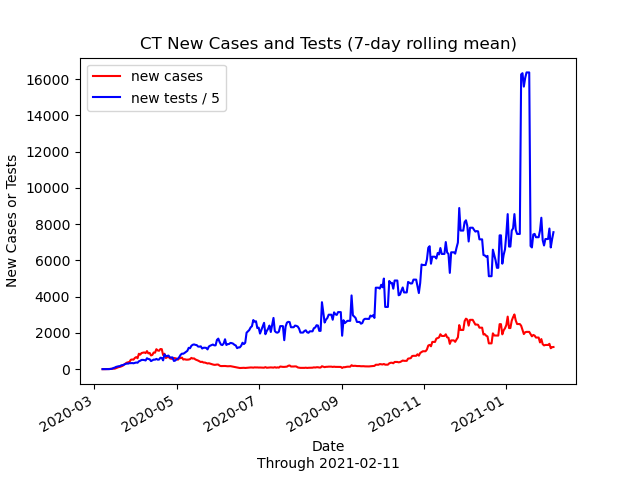 CT New Cases and Tests (7-day rolling mean)
new cases
new tests / 5
New Cases or Tests
16000
14000
12000
10000
8000
6000
4000
2000
0
2020-03
2020-05
2020-07
2020-09
2020-11
2021-01
Date
Through 2021-02-11